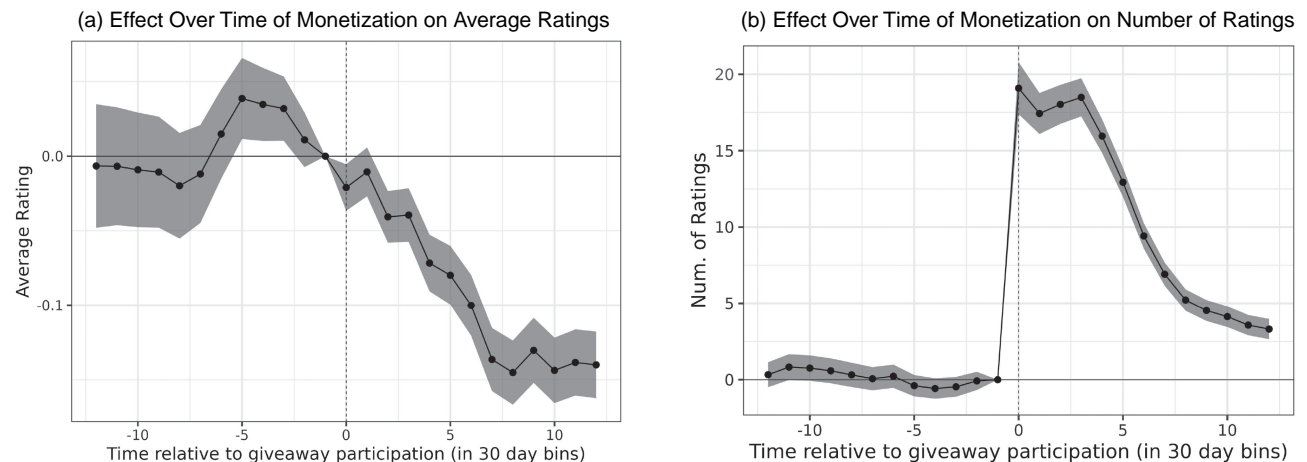 (a) Effect Over Time of Monetization on Average Ratings
Average Rating
0.0
-0.1
-10
-5
0
5
10
Time relative to giveaway participation (in 30 day bins)
(b) Effect Over Time of Monetization on Number of Ratings
Num. of Ratings
20
15
10
5
0
-10
-5
0
5
10
Time relative to giveaway participation (in 30 day bins)